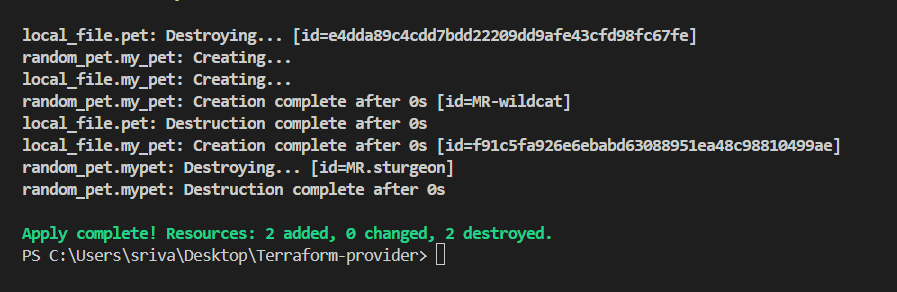 local_file.pet: Destroying... [id=e4dda89c4cdd7bdd22209dd9afe43cfd98fc67fe]
random_pet.my_pet: Creating...
local_file.my_pet: Creating...
random_pet.my_pet: Creation complete after 0s [id=MR-wildcat]
local_file.pet: Destruction complete after 0s
local_file.my_pet: Creation complete after 0s [id=f91c5fa926e6ebabd63088951ea48c98810499ae]
random_pet.mypet: Destroying... [id=MR.sturgeon]
random_pet.mypet: Destruction complete after 0s
Apply complete! Resources: 2 added, 0 changed, 2 destroyed.
PS C:\Users\sriva\Desktop\Terraform-provider>